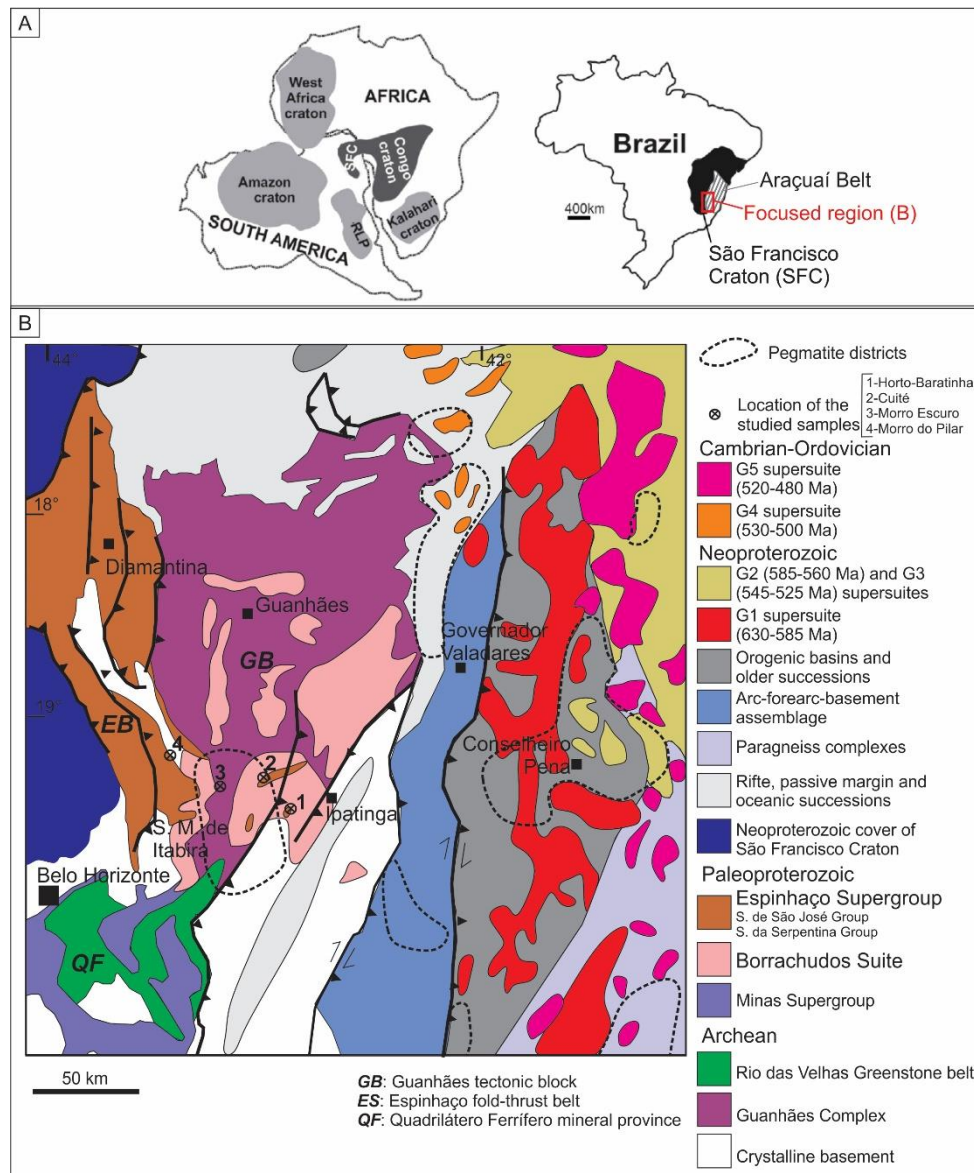 A
West
Africa
craton
AFRICA
SFC
Congo
craton
Amazon
craton
SOUTH AMERICA
RLP
Kalahari
craton
Brazil
400km
Araçuaí Belt
Focused region (B)
São Francisco
Craton (SFC)
B
44°
42°
18°
19°
Diamantina
Guanhães
GB
Governador
Valadares
EB
4
3
2
1
Conselheiro
Pena
Ipatinga
S. M. de
Itabira
Belo Horizonte
QF
50 km
GB: Guanhães tectonic block
ES: Espinhaço fold-thrust belt
QF: Quadrilátero Ferrífero mineral province
Pegmatite districts
Location of the
studied samples
1-Horto-Baratinha
2-Cuité
3-Morro Escuro
4-Morro do Pilar
Cambrian-Ordovician
G5 supersuite
(520-480 Ma)
G4 supersuite
(530-500 Ma)
Neoproterozoic
G2 (585-560 Ma) and G3
(545-525 Ma) supersuites
G1 supersuite
(630-585 Ma)
Orogenic basins and
older successions
Arc-forearc-basement
assemblage
Paragneiss complexes
Rifte, passive margin and
oceanic successions
Neoproterozoic cover of
São Francisco Craton
Paleoproterozoic
Espinhaço Supergroup
S. de São José Group
S. da Serpentina Group
Borrachudos Suite
Minas Supergroup
Archean
Rio das Velhas Greenstone belt
Guanhães Complex
Crystalline basement